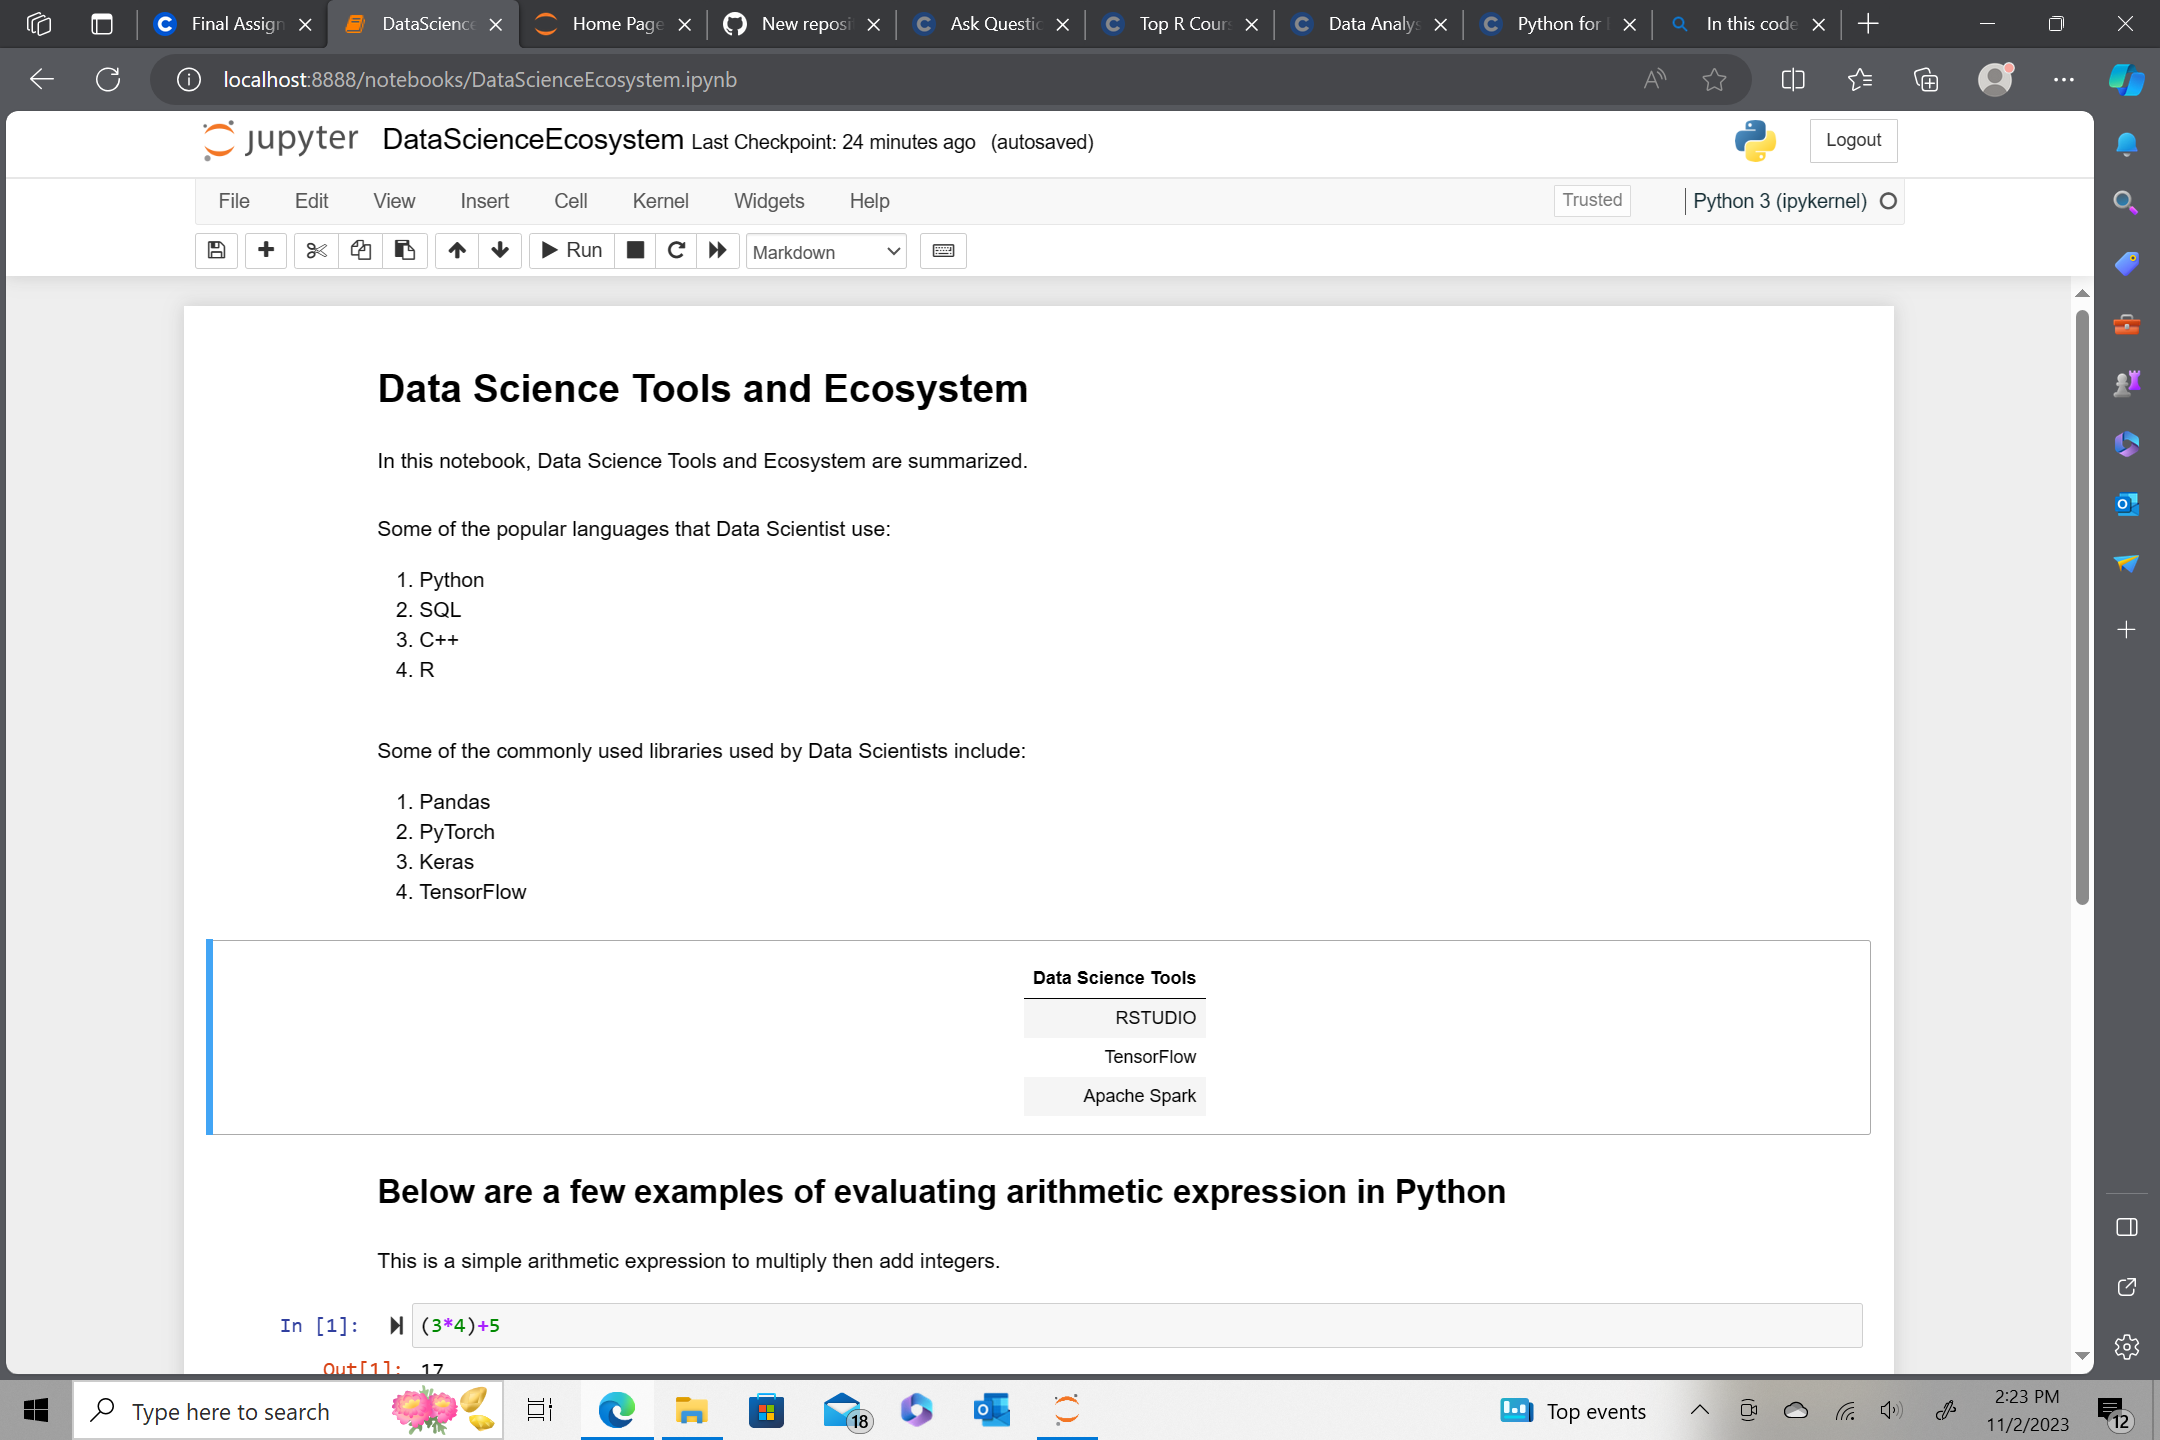 Final Assign
DataScience
Home Page
New reposi
Ask Questic
Top R Cour
Data Analys
Python for
In this code
localhost:8888/notebooks/DataScienceEcosystem.ipynb
jupyter DataScienceEcosystem Last Checkpoint: 24 minutes ago (autosaved)
Logout
File Edit View Insert Cell Kernel Widgets Help
Trusted
Python 3 (ipykernel)
Run
Markdown
Data Science Tools and Ecosystem
In this notebook, Data Science Tools and Ecosystem are summarized.
Some of the popular languages that Data Scientist use:
1. Python
2. SQL
3. C++
4. R
Some of the commonly used libraries used by Data Scientists include:
1. Pandas
2. PyTorch
3. Keras
4. TensorFlow
Data Science Tools
RSTUDIO
TensorFlow
Apache Spark
Below are a few examples of evaluating arithmetic expression in Python
This is a simple arithmetic expression to multiply then add integers.
In [1]: (3*4)+5
Out[1]: 17
Type here to search
18
Top events
2:23 PM
11/2/2023
12